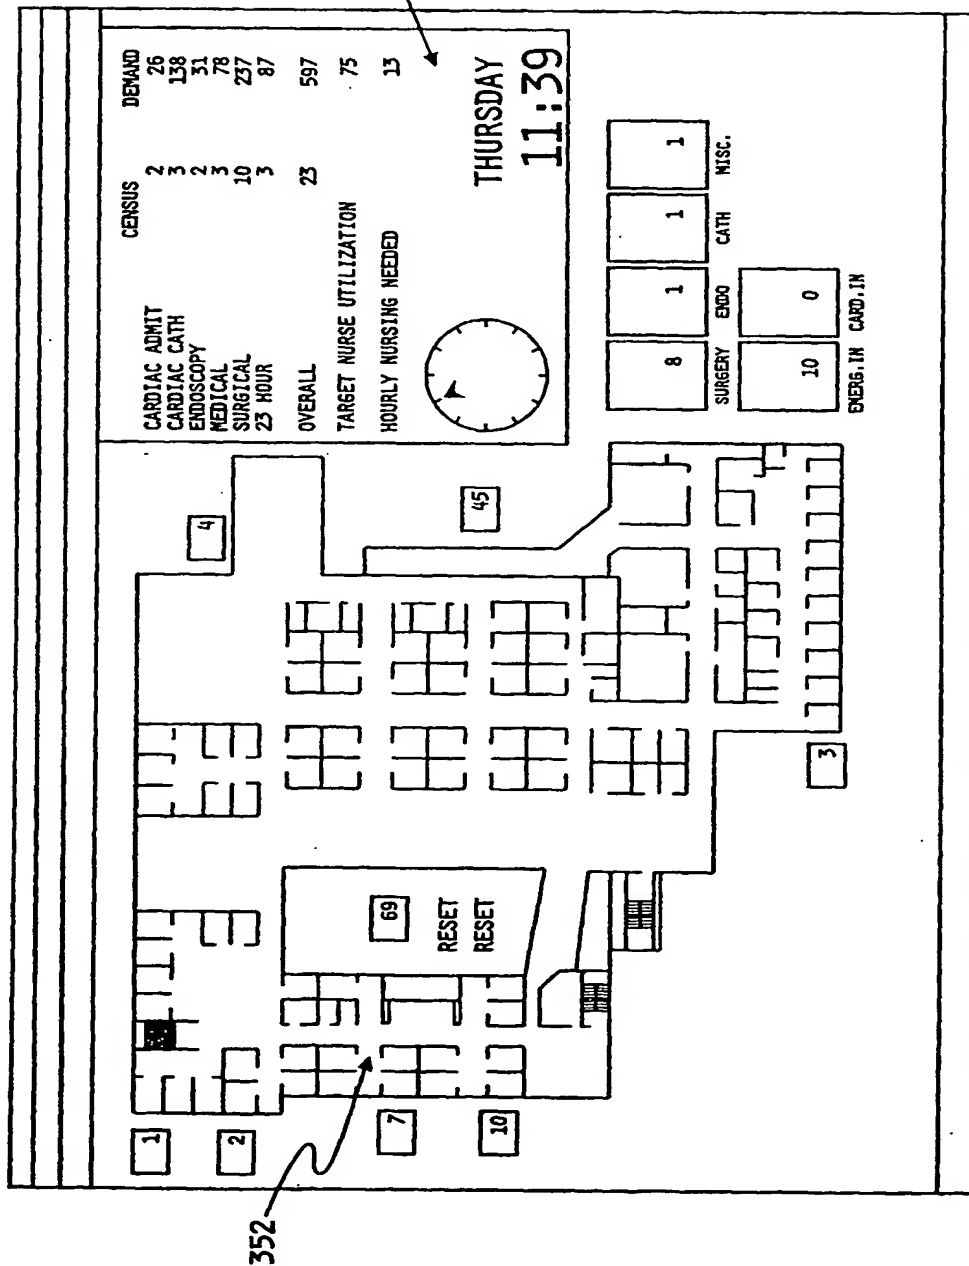 CENSUS DEMAND
CARDIAC ADMIT 2 26
CARDIAC CATH 3 138
ENDOSCOPY 2 31
MEDICAL 3 78
SURGICAL 10 237
23 HOUR 3 87
OVERALL 23 597
TARGET NURSE UTILIZATION 75
HOURLY NURSING NEEDED 13
THURSDAY
11:39
4
45
8 1 1 1
SURGERY ENDO CATH MISC.
10 0
ENERG.IN CARD.IN
1
2
69
RESET
RESET
7
10
3
352